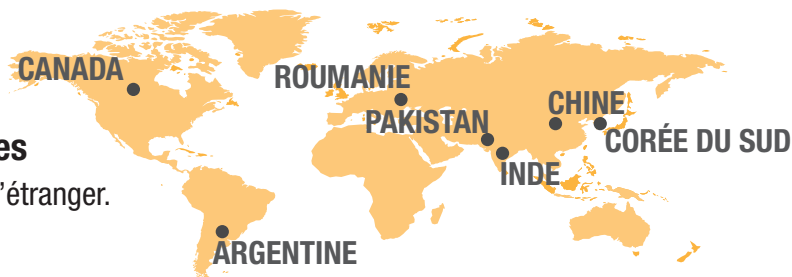 CANADA
ROUMANIE
CHINE
PAKISTAN
CORÉE DU SUD
es
INDE
'étranger.
ARGENTINE